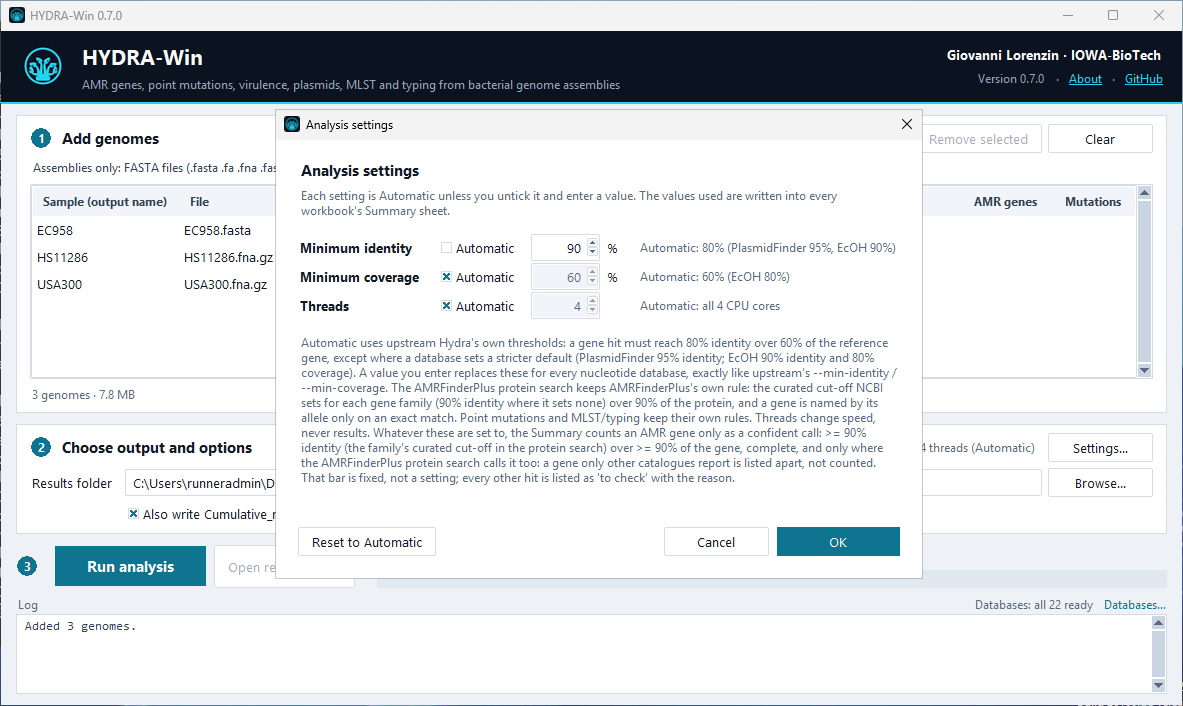 HYDRA-Win 0.7.0
HYDRA-Win
AMR genes, point mutations, virulence, plasmids, MLST and typing from bacterial genome assemblies
Giovanni Lorenzin · IOWA-BioTech
Version 0.7.0 · About · GitHub
1 Add genomes
Remove selected
Clear
Assemblies only: FASTA files (.fasta .fa .fna .fas
Sample (output name) File AMR genes Mutations
EC958 EC958.fasta
HS11286 HS11286.fna.gz
USA300 USA300.fna.gz
3 genomes · 7.8 MB
Analysis settings
Analysis settings
Each setting is Automatic unless you untick it and enter a value. The values used are written into every
workbook's Summary sheet.
Minimum identity Automatic 90 % Automatic: 80% (PlasmidFinder 95%, EcOH 90%)
Minimum coverage Automatic 60 % Automatic: 60% (EcOH 80%)
Threads Automatic 4 Automatic: all 4 CPU cores
Automatic uses upstream Hydra's own thresholds: a gene hit must reach 80% identity over 60% of the reference
gene, except where a database sets a stricter default (PlasmidFinder 95% identity; EcOH 90% identity and 80%
coverage). A value you enter replaces these for every nucleotide database, exactly like upstream's --min-identity /
--min-coverage. The AMRFinderPlus protein search keeps AMRFinderPlus's own rule: the curated cut-off NCBI
sets for each gene family (90% identity where it sets none) over 90% of the protein, and a gene is named by its
allele only on an exact match. Point mutations and MLST/typing keep their own rules. Threads change speed,
never results. Whatever these are set to, the Summary counts an AMR gene only as a confident call: >= 90%
identity (the family's curated cut-off in the protein search) over >= 90% of the gene, complete, and only where
the AMRFinderPlus protein search calls it too: a gene only other catalogues report is listed apart, not counted.
That bar is fixed, not a setting; every other hit is listed as 'to check' with the reason.
Reset to Automatic
Cancel
OK
2 Choose output and options
4 threads (Automatic)
Settings...
Results folder C:\Users\runneradmin\D
Browse...
Also write Cumulative_r
3 Run analysis
Open re
Log
Databases: all 22 ready Databases...
Added 3 genomes.